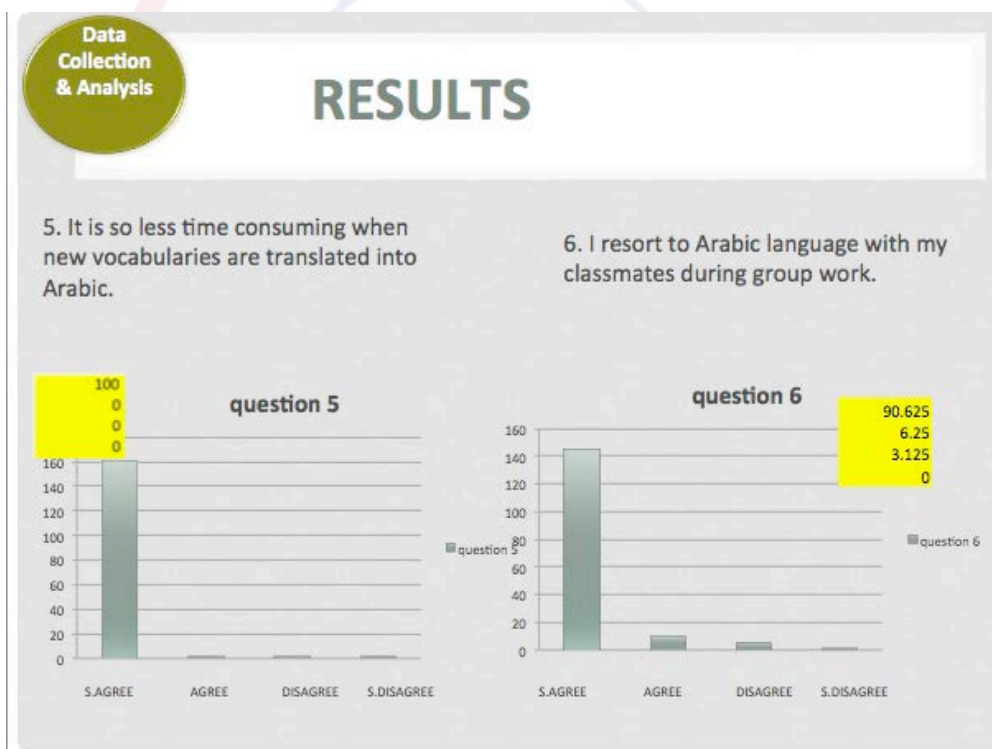 Data
Collection
& Analysis
RESULTS
5. It is so less time consuming when
new vocabularies are translated into
Arabic.
6. I resort to Arabic language with my
classmates during group work.
100
0
0
0
question 5
160
140
120
100
80
60
40
20
0
S.AGREE AGREE DISAGREE S.DISAGREE
question 5
question 6
90.625
6.25
3.125
0
160
140
120
100
80
60
40
20
0
S.AGREE AGREE DISAGREE S.DISAGREE
question 6